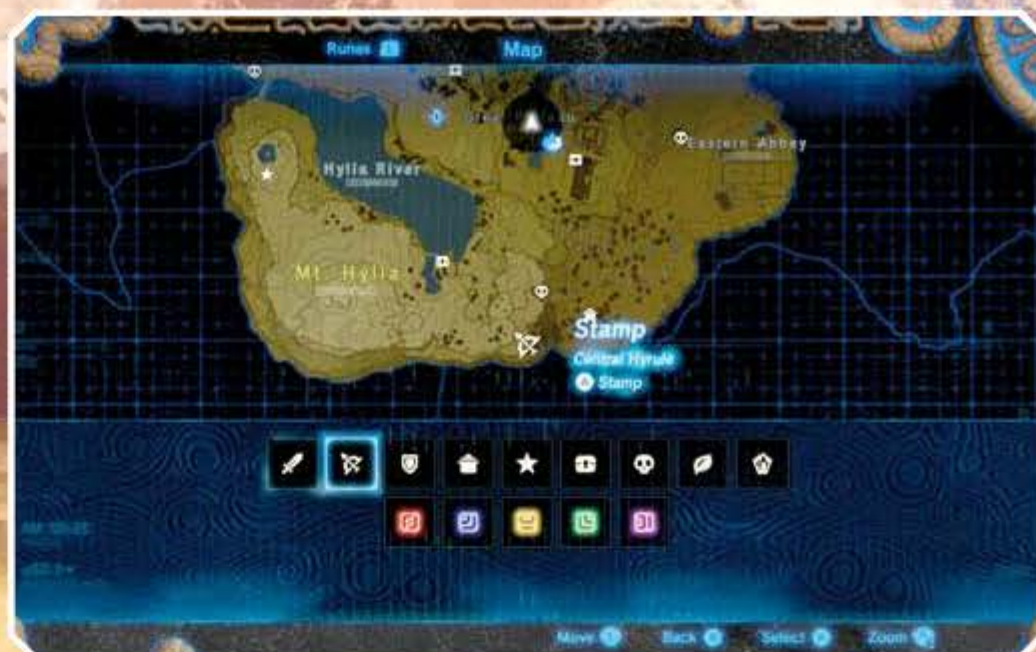 Runes L Map
Eastern Abbey
Hylia River
Mt. Hylia
Stamp
Central Hyrule
A Stamp
Move Back Select Zoom